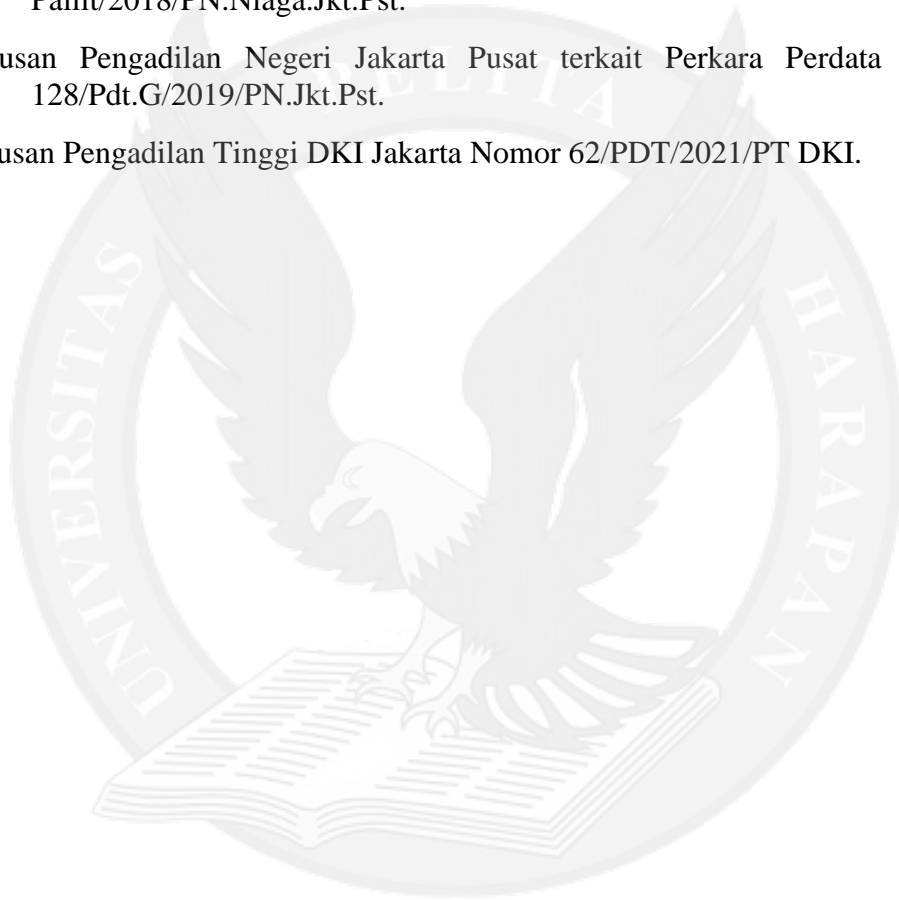 Pailit/2018/PN.Niaga.Jkt.Pst.
usan Pengadilan Negeri Jakarta Pusat terkait Perkara Perdata
128/Pdt.G/2019/PN.Jkt.Pst.
usan Pengadilan Tinggi DKI Jakarta Nomor 62/PDT/2021/PT DKI.
UNIVERSITAS PELITA HARAPAN